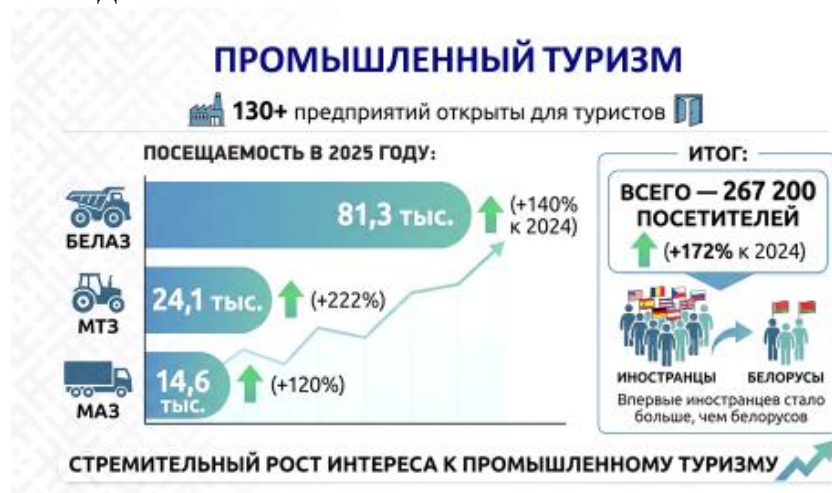 ПРОМЫШЛЕННЫЙ ТУРИЗМ
130+ предприятий открыты для туристов
ПОСЕЩАЕМОСТЬ В 2025 ГОДУ:
БЕЛАЗ
81,3 тыс.
(+140%
к 2024)
МТЗ
24,1 тыс.
(+222%)
МАЗ
14,6
тыс.
(+120%)
ИТОГ:
ВСЕГО — 267 200
ПОСЕТИТЕЛЕЙ
(+172% к 2024)
ИНОСТРАНЦЫ
БЕЛОРУСЫ
Впервые иностранцев стало
больше, чем белорусов
СТРЕМИТЕЛЬНЫЙ РОСТ ИНТЕРЕСА К ПРОМЫШЛЕННОМУ ТУРИЗМУ